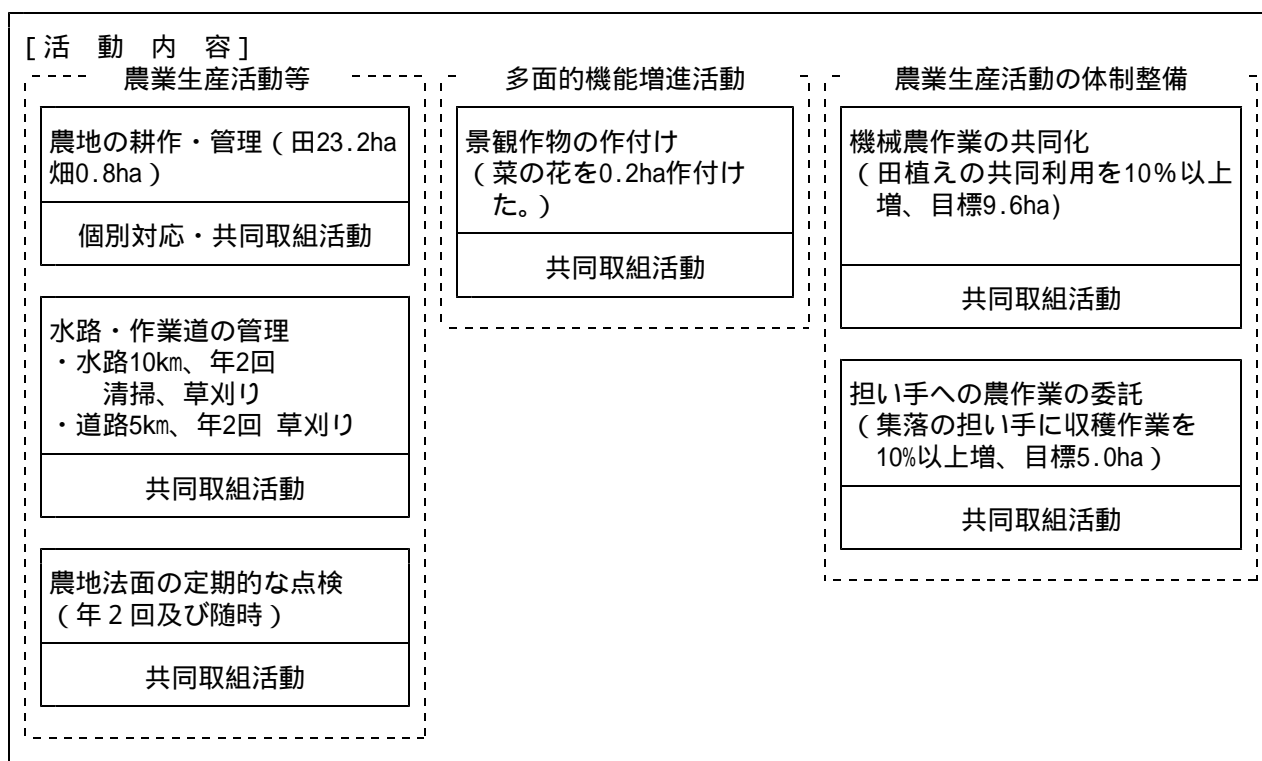 [活 動 内 容]
農業生産活動等
農地の耕作・管理(田23.2ha
畑0.8ha)
個別対応・共同取組活動
水路・作業道の管理
・水路10㎞、年2回
清掃、草刈り
・道路5㎞、年2回 草刈り
共同取組活動
農地法面の定期的な点検
(年2回及び随時)
共同取組活動
多面的機能増進活動
景観作物の作付け
(菜の花を0.2ha作付け
た。)
共同取組活動
農業生産活動の体制整備
機械農作業の共同化
(田植えの共同利用を10%以上
増、目標9.6ha)
共同取組活動
担い手への農作業の委託
(集落の担い手に収穫作業を
10%以上増、目標5.0ha)
共同取組活動